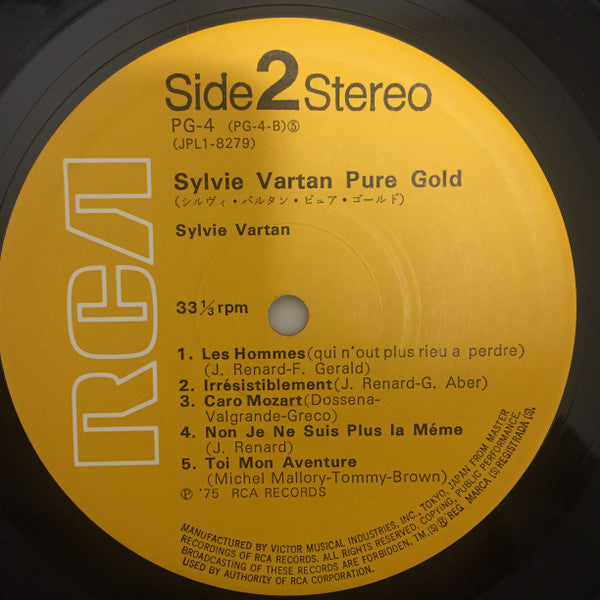 Side 2 Stereo
PG-4 (PG-4-B)⑤
(JPL1-8279)
Sylvie Vartan Pure Gold
(シルヴィ・バルタン・ピュア・ゴールド)
Sylvie Vartan
RCA
33⅓rpm
1. Les Hommes(qui n'out plus rieu a perdre)
(J. Renard-F. Gerald)
2. Irrésistiblement(J. Renard-G. Aber)
3. Caro Mozart(Dossena-
Valgrande-Greco)
4. Non Je Ne Suis Plus la Méme
(J. Renard)
5. Toi Mon Aventure
(Michel Mallory-Tommy-Brown)
℗ '75 RCA RECORDS
MANUFACTURED BY VICTOR MUSICAL INDUSTRIES, INC., TOKYO, JAPAN FROM MASTER
RECORDINGS OF RCA RECORDS. ALL RIGHTS RESERVED. COPYING, PUBLIC PERFORMANCE,
BROADCASTING OF THESE RECORDS ARE FORBIDDEN. TM.Ⓢ® REG MARCA Ⓢ REGISTRADA Ⓢ.
USED BY AUTHORITY OF RCA CORPORATION.